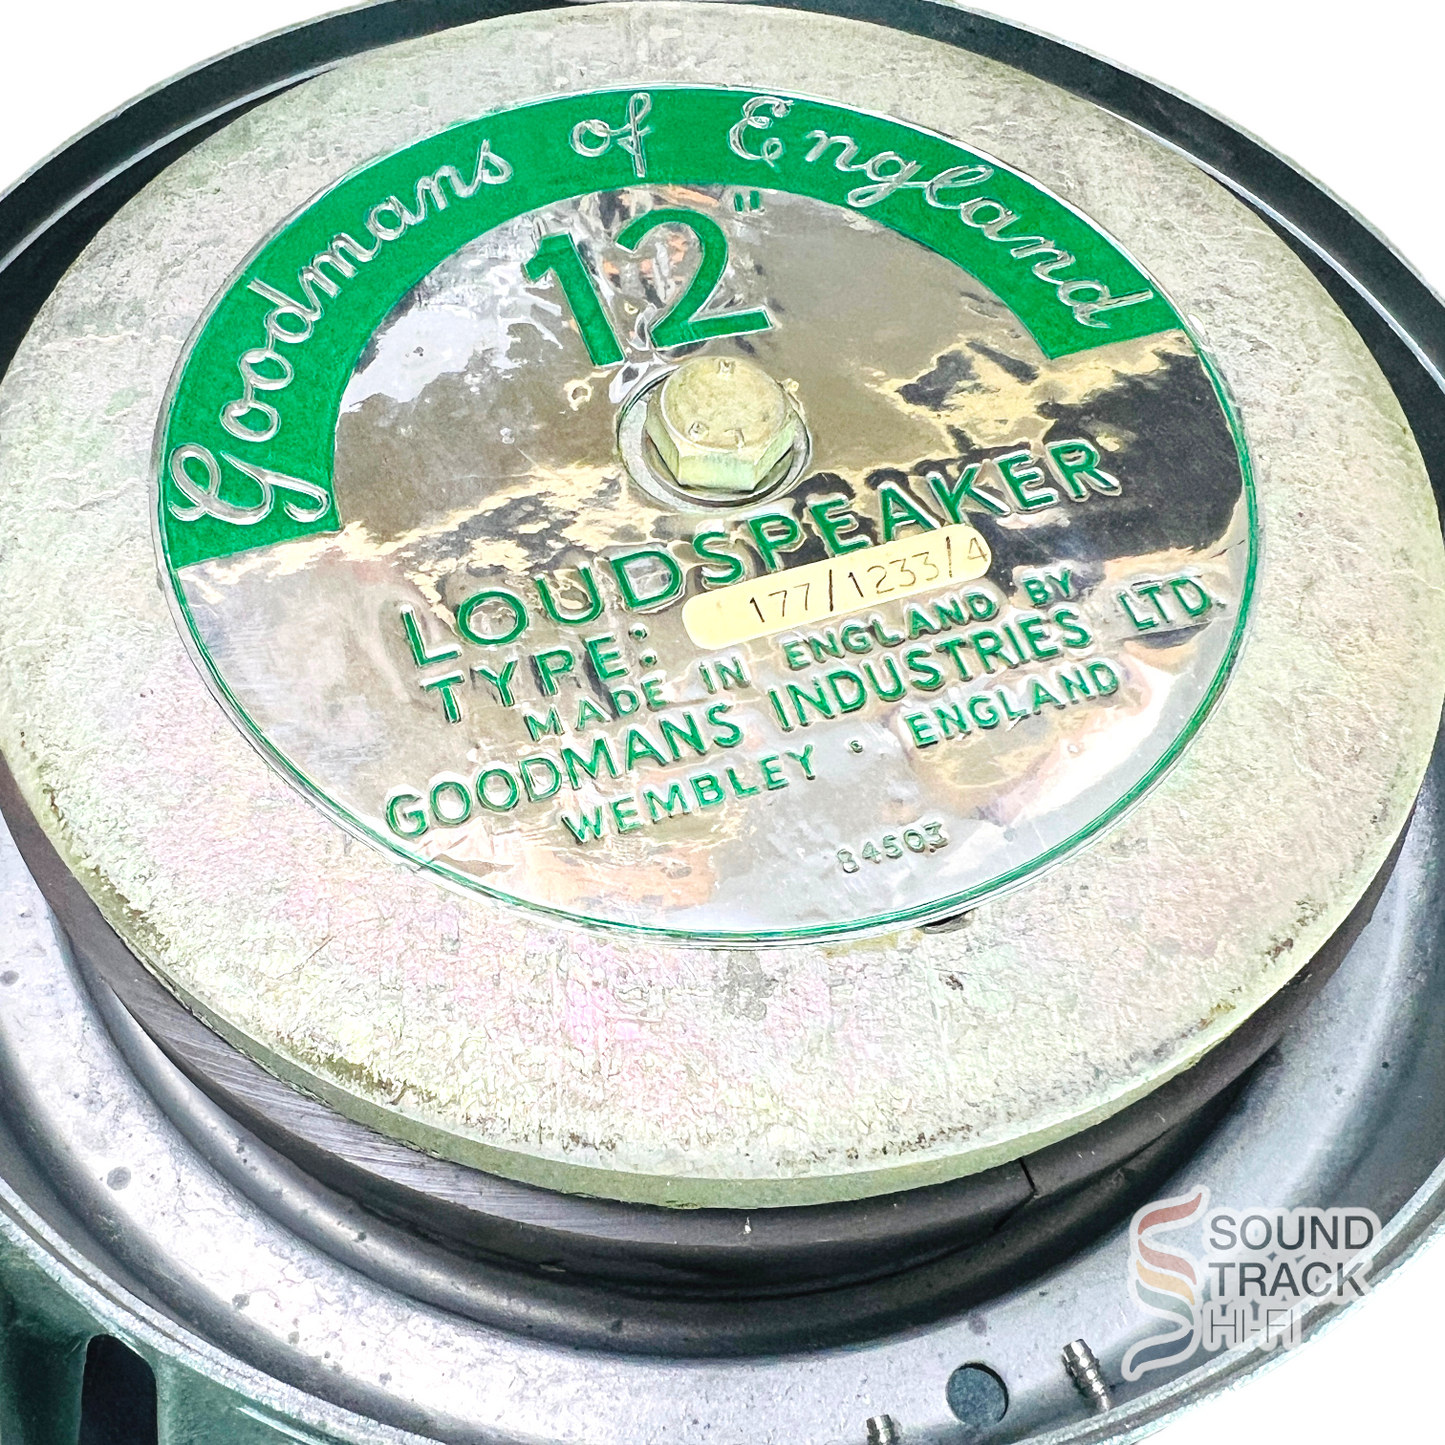 Goodmans of England
12"
LOUDSPEAKER
TYPE: 177/1233/4
MADE IN ENGLAND BY
GOODMANS INDUSTRIES LTD.
WEMBLEY · ENGLAND
84503
SOUND
TRACK
HI-FI